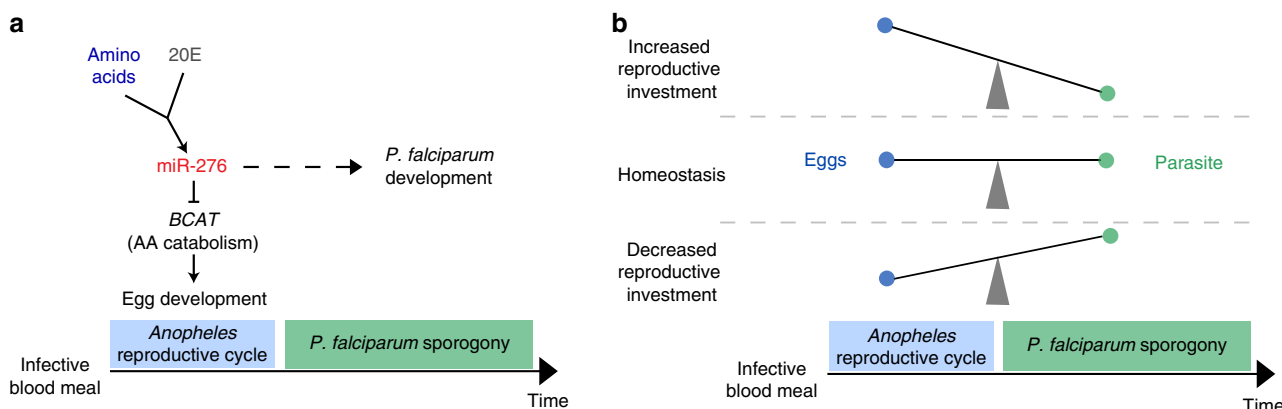 a
Amino
acids
20E
miR-276
P. falciparum
development
BCAT
(AA catabolism)
Egg development
Anopheles
reproductive cycle
P. falciparum sporogony
Infective
blood meal
Time
b
Increased
reproductive
investment
Homeostasis
Eggs
Parasite
Decreased
reproductive
investment
Anopheles
reproductive cycle
P. falciparum sporogony
Infective
blood meal
Time